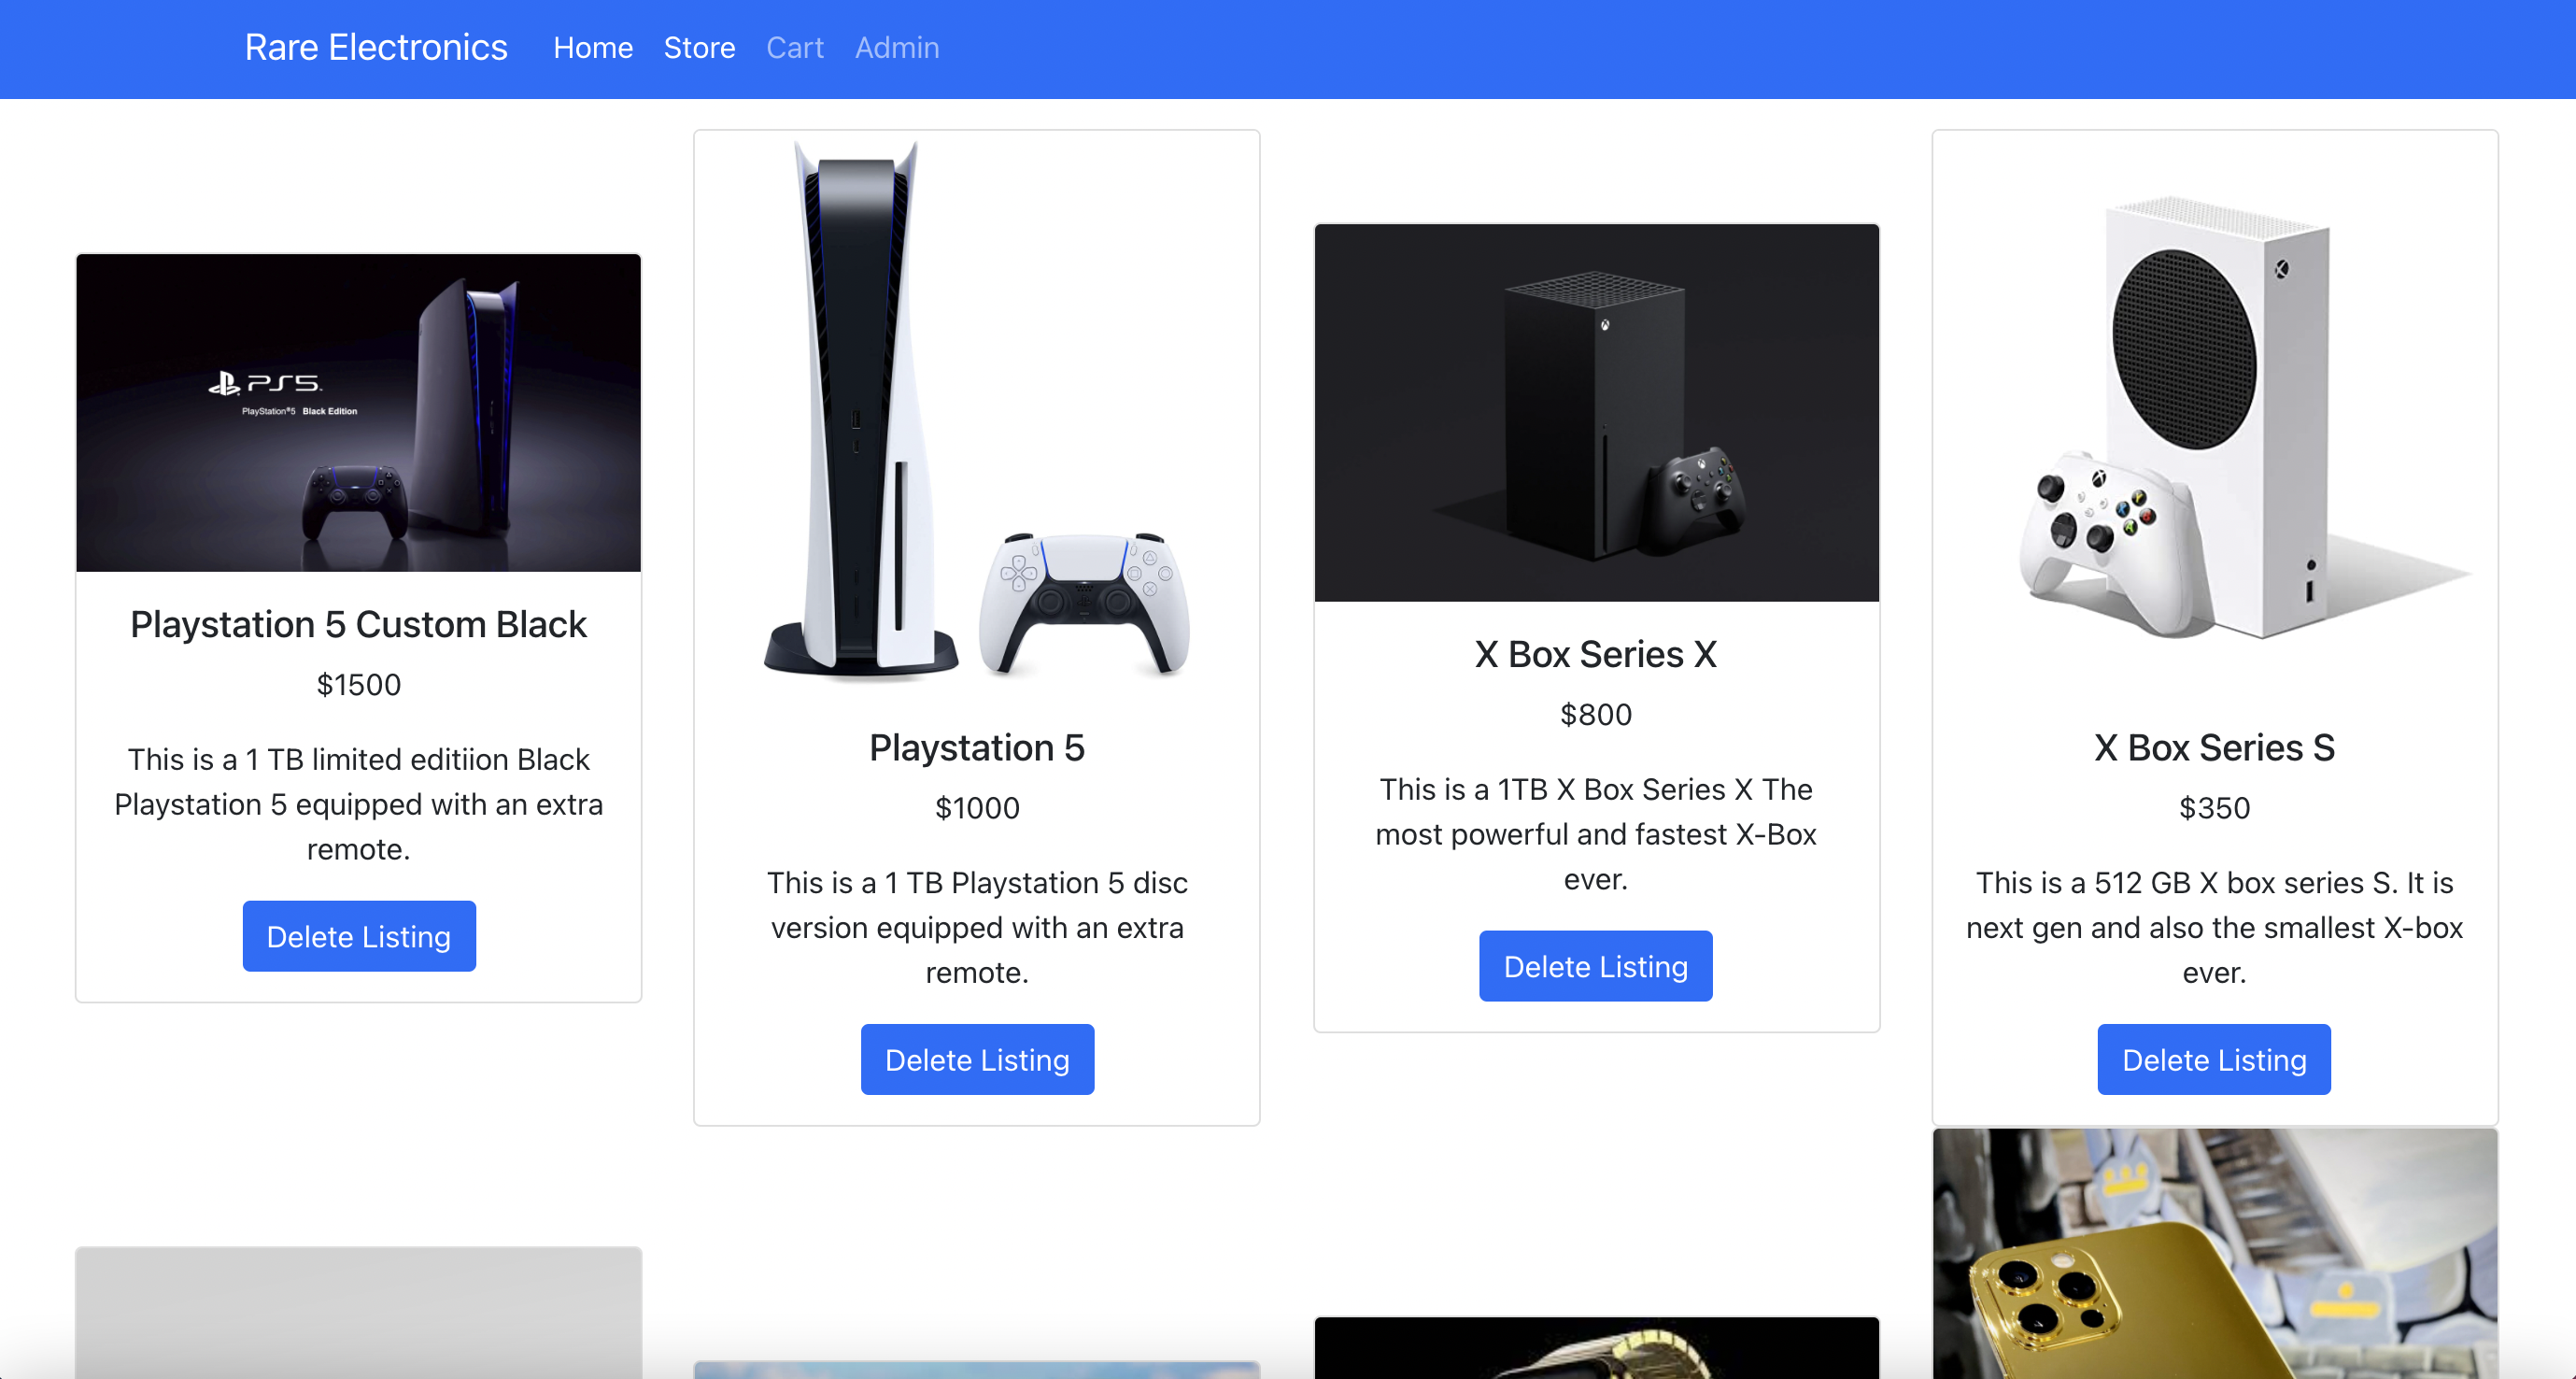 Rare Electronics Home Store Cart Admin
PS5.
PlayStation®5 Black Edition
Playstation 5 Custom Black
$1500
This is a 1 TB limited editiion Black
Playstation 5 equipped with an extra
remote.
Delete Listing
Playstation 5
$1000
This is a 1 TB Playstation 5 disc
version equipped with an extra
remote.
Delete Listing
X Box Series X
$800
This is a 1TB X Box Series X The
most powerful and fastest X-Box
ever.
Delete Listing
X Box Series S
$350
This is a 512 GB X box series S. It is
next gen and also the smallest X-box
ever.
Delete Listing